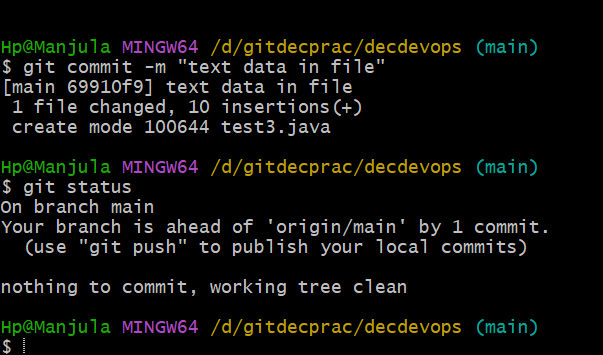 Hp@Manjula MINGW64 /d/gitdecprac/decdevops (main)
$ git commit -m "text data in file"
[main 69910f9] text data in file
 1 file changed, 10 insertions(+)
 create mode 100644 test3.java
Hp@Manjula MINGW64 /d/gitdecprac/decdevops (main)
$ git status
On branch main
Your branch is ahead of 'origin/main' by 1 commit.
  (use "git push" to publish your local commits)
nothing to commit, working tree clean
Hp@Manjula MINGW64 /d/gitdecprac/decdevops (main)
$